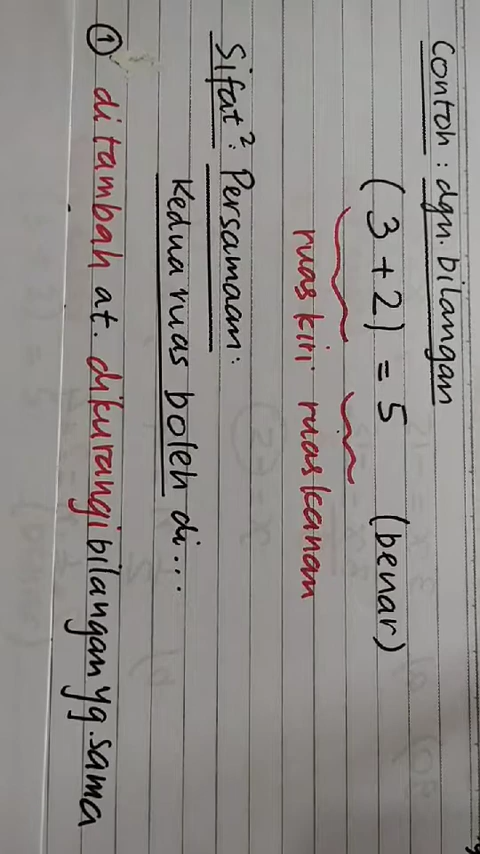 Contoh : dgn. bilangan
(3 + 2) = 5 (benar)
ruas kiri ruas kanan
Sifat²: Persamaan:
Kedua ruas boleh di....
① ditambah at. dikurangi bilangan yg. sama